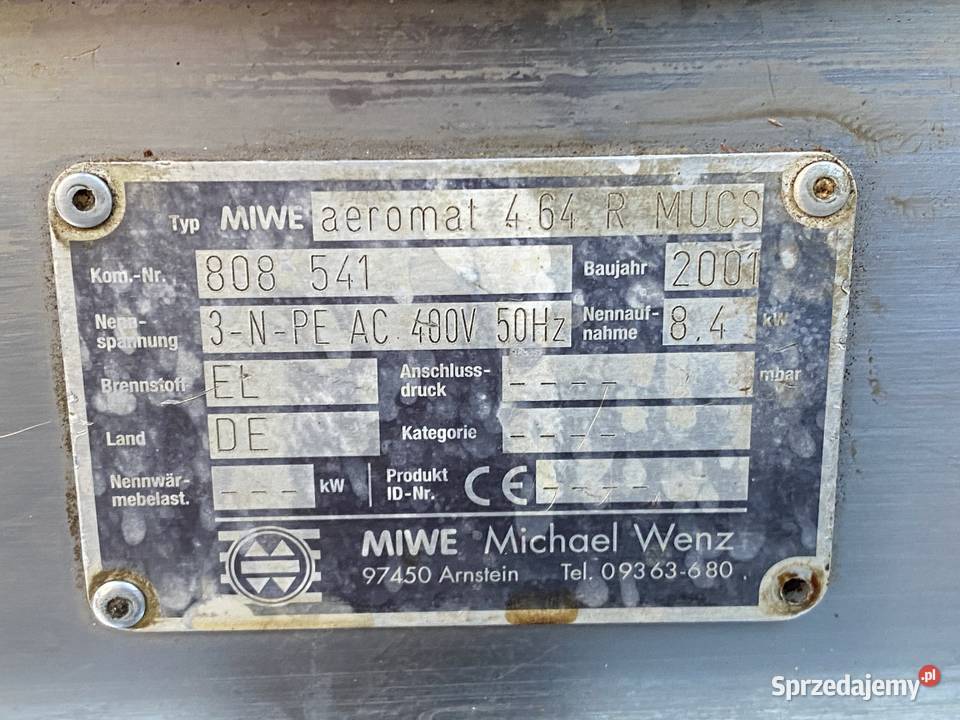 Typ MIWE aeromat 4.64 R MUCS
Kom.-Nr. 808 541 Baujahr 2001
Nenn-spannung 3-N-PE AC 400V 50Hz Nennauf-nahme 8.4 kW
Brennstoff EL Anschluss-druck ---- mbar
Land DE Kategorie ----
Nennwär-mebelast. --- kW Produkt ID-Nr. CE ----
MIWE Michael Wenz
97450 Arnstein Tel. 09363-680
Sprzedajemy.pl